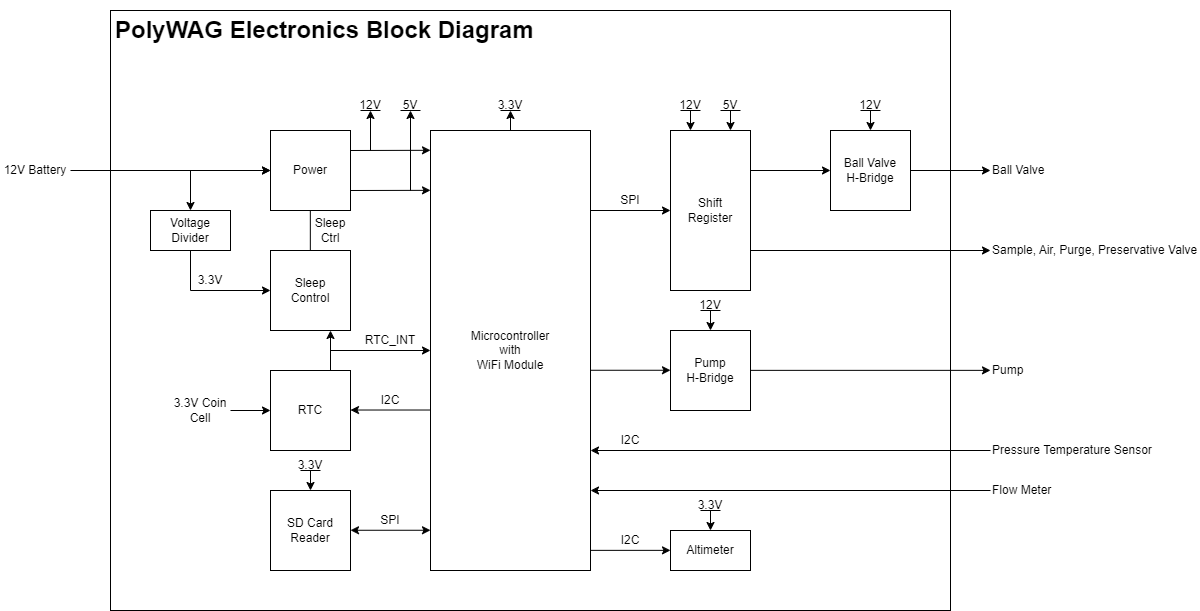 PolyWAG Electronics Block Diagram
12V
5V
3.3V
12V
5V
12V
12V Battery
Power
Ball Valve
H-Bridge
Ball Valve
SPI
Shift
Register
Voltage
Divider
Sleep
Ctrl
Sample, Air, Purge, Preservative Valve
3.3V
Sleep
Control
12V
RTC_INT
Microcontroller
with
WiFi Module
Pump
H-Bridge
Pump
3.3V Coin
Cell
RTC
I2C
I2C
Pressure Temperature Sensor
3.3V
Flow Meter
3.3V
SD Card
Reader
SPI
I2C
Altimeter